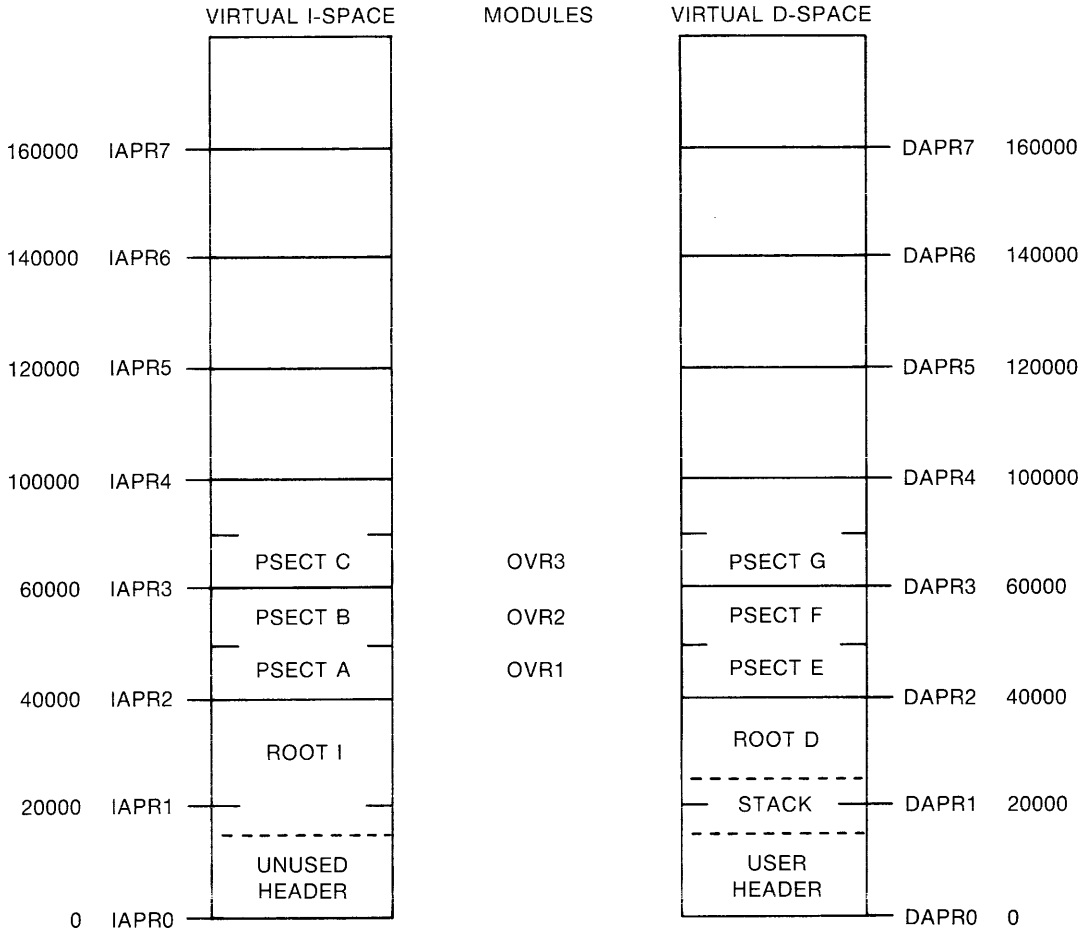 VIRTUAL I-SPACE MODULES VIRTUAL D-SPACE
160000 IAPR7 DAPR7 160000
140000 IAPR6 DAPR6 140000
120000 IAPR5 DAPR5 120000
100000 IAPR4 DAPR4 100000
PSECT C OVR3 PSECT G
60000 IAPR3 DAPR3 60000
PSECT B OVR2 PSECT F
PSECT A OVR1 PSECT E
40000 IAPR2 DAPR2 40000
ROOT I ROOT D
20000 IAPR1 STACK DAPR1 20000
UNUSED USER
HEADER HEADER
0 IAPR0 DAPR0 0